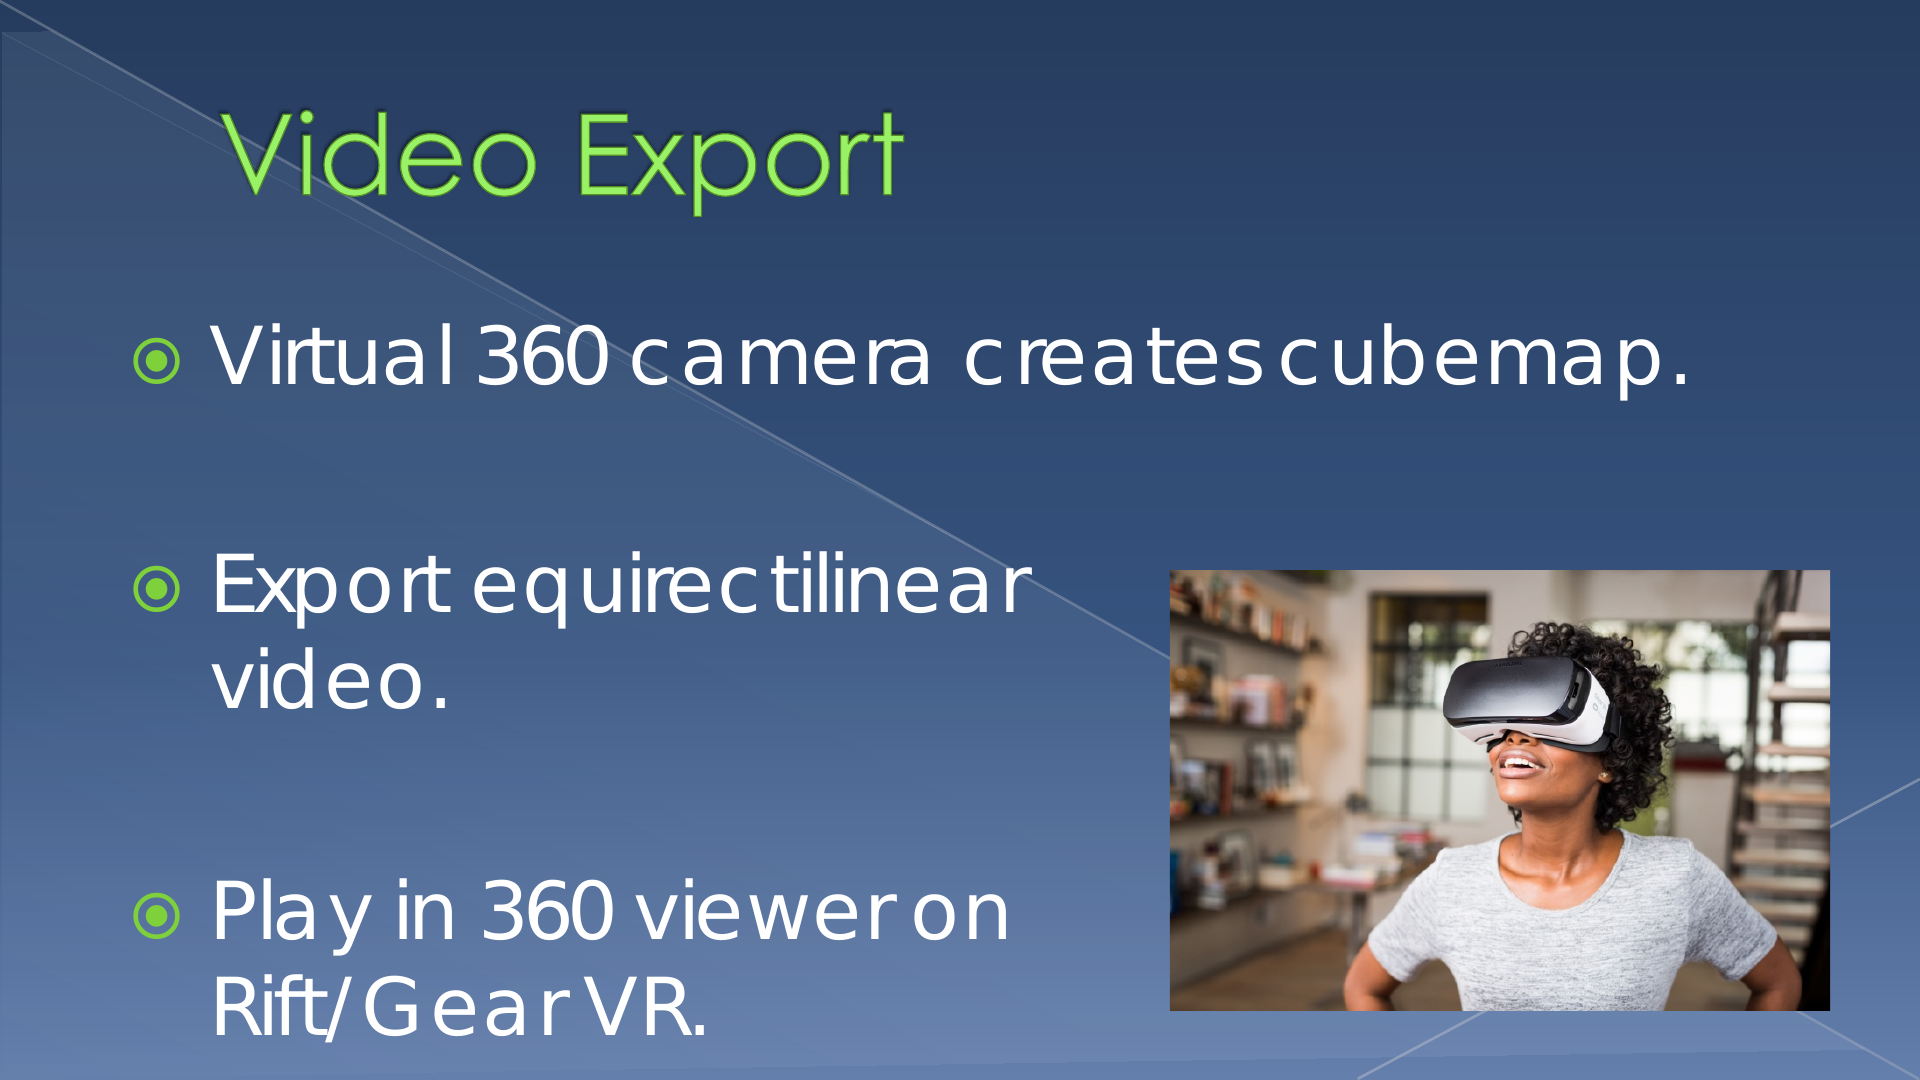 Video Export
Virtual 360 camera creates cubemap.
Export equirectilinear
video.
Play in 360 viewer on
Rift/Gear VR.